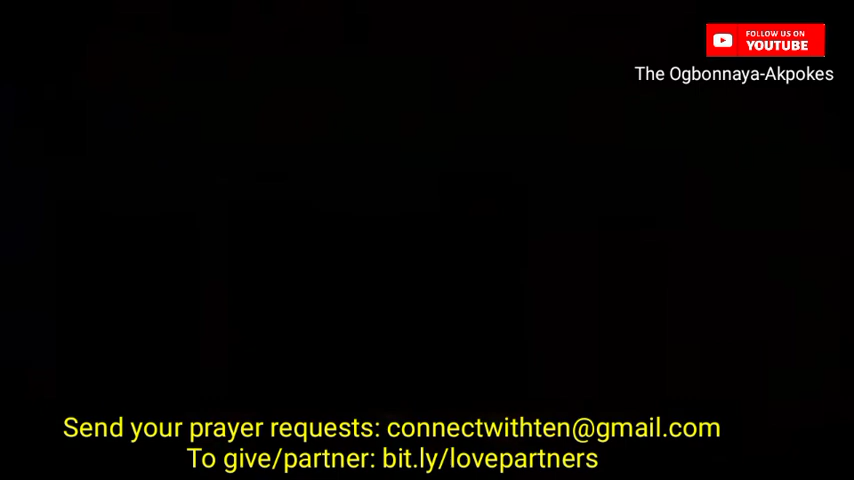 FOLLOW US ON
YOUTUBE
The Ogbonnaya-Akpokes
Send your prayer requests: connectwithten@gmail.com
To give/partner: bit.ly/lovepartners